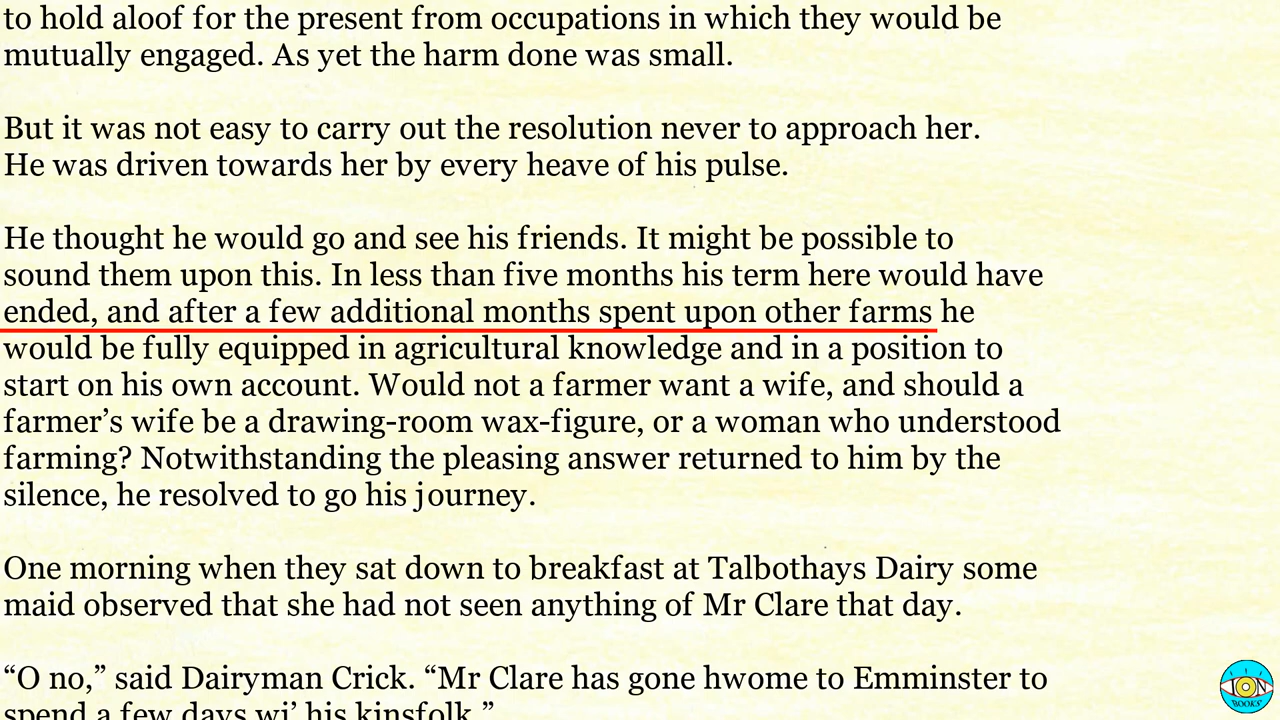 to hold aloof for the present from occupations in which they would be
mutually engaged. As yet the harm done was small.
But it was not easy to carry out the resolution never to approach her.
He was driven towards her by every heave of his pulse.
He thought he would go and see his friends. It might be possible to
sound them upon this. In less than five months his term here would have
ended, and after a few additional months spent upon other farms he
would be fully equipped in agricultural knowledge and in a position to
start on his own account. Would not a farmer want a wife, and should a
farmer’s wife be a drawing-room wax-figure, or a woman who understood
farming? Notwithstanding the pleasing answer returned to him by the
silence, he resolved to go his journey.
One morning when they sat down to breakfast at Talbothays Dairy some
maid observed that she had not seen anything of Mr Clare that day.
“O no,” said Dairyman Crick. “Mr Clare has gone hwome to Emminster to
spend a few days wi’ his kinsfolk.”
ION
BOOKS